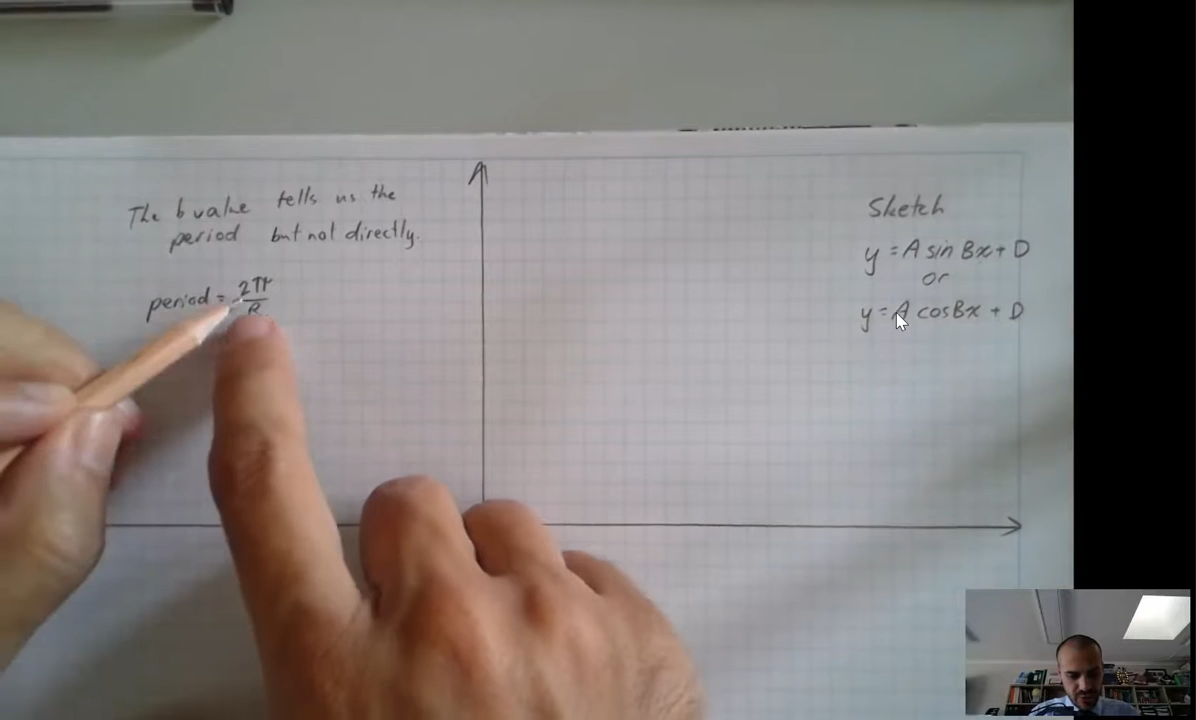 The b value tells us the
period but not directly.
period = 2π/B
Sketch
y = A sin Bx + D
or
y = A cos Bx + D